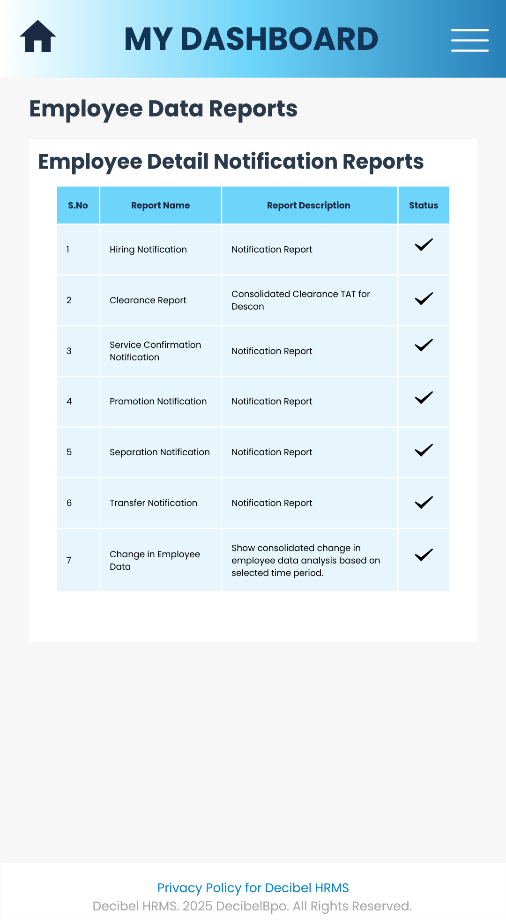 MY DASHBOARD
Employee Data Reports
Employee Detail Notification Reports
S.No Report Name Report Description Status
1 Hiring Notification Notification Report
2 Clearance Report Consolidated Clearance TAT for
Descon
3 Service Confirmation
Notification Notification Report
4 Promotion Notification Notification Report
5 Separation Notification Notification Report
6 Transfer Notification Notification Report
7 Change in Employee
Data Show consolidated change in
employee data analysis based on
selected time period.
Privacy Policy for Decibel HRMS
Decibel HRMS. 2025 DecibelBpo. All Rights Reserved.